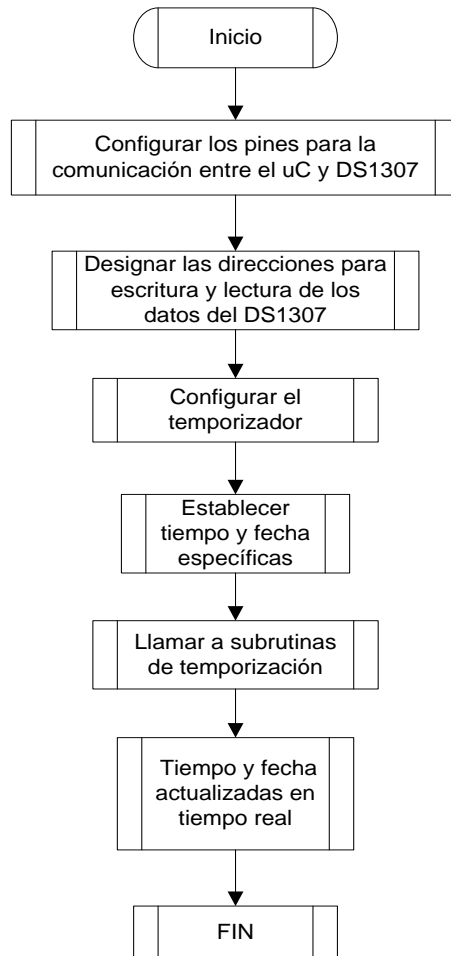 Inicio
Configurar los pines para la
comunicación entre el uC y DS1307
Designar las direcciones para
escritura y lectura de los
datos del DS1307
Configurar el
temporizador
Establecer
tiempo y fecha
específicas
Llamar a subrutinas
de temporización
Tiempo y fecha
actualizadas en
tiempo real
FIN